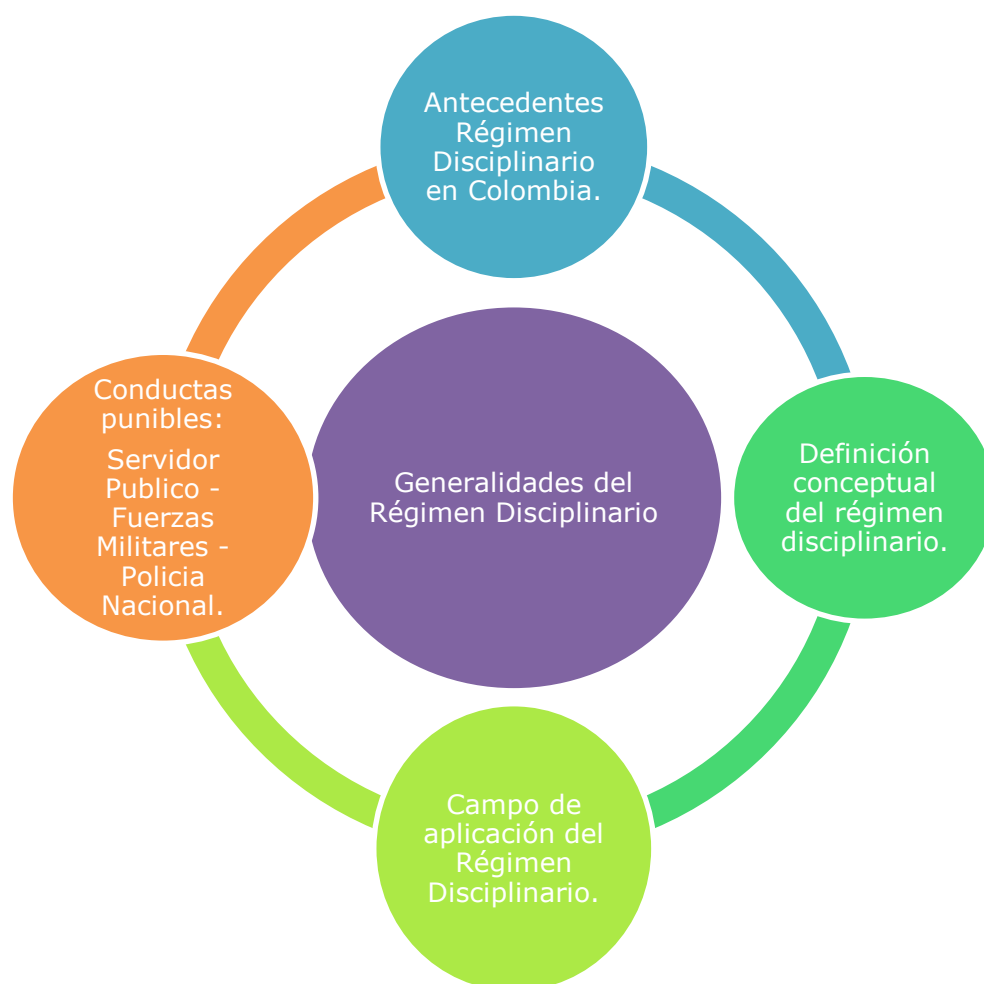 Antecedentes
Régimen
Disciplinario
en Colombia.
Conductas
punibles:
Servidor
Publico -
Fuerzas
Militares -
Policia
Nacional.
Generalidades del
Régimen Disciplinario
Definición
conceptual
del régimen
disciplinario.
Campo de
aplicación del
Régimen
Disciplinario.